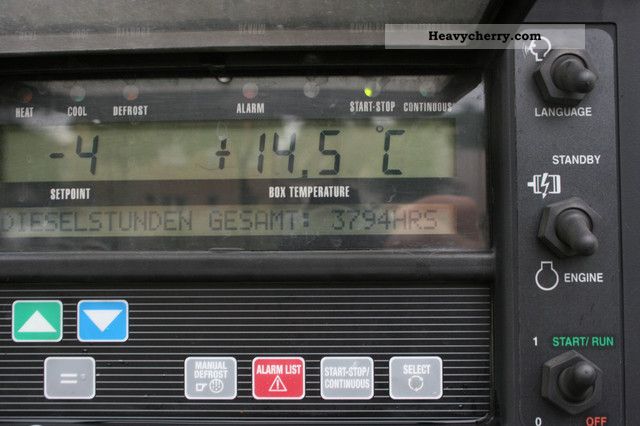 Heavycherry.com
HEAT COOL DEFROST ALARM START-STOP CONTINUOUS
-4 +14,5 °C
SETPOINT BOX TEMPERATURE
DIESELSTUNDEN GESAMT: 3794HRS
LANGUAGE
STANDBY
ENGINE
1 START/RUN
0 OFF
=
MANUAL DEFROST
ALARM LIST
START-STOP/ CONTINUOUS
SELECT